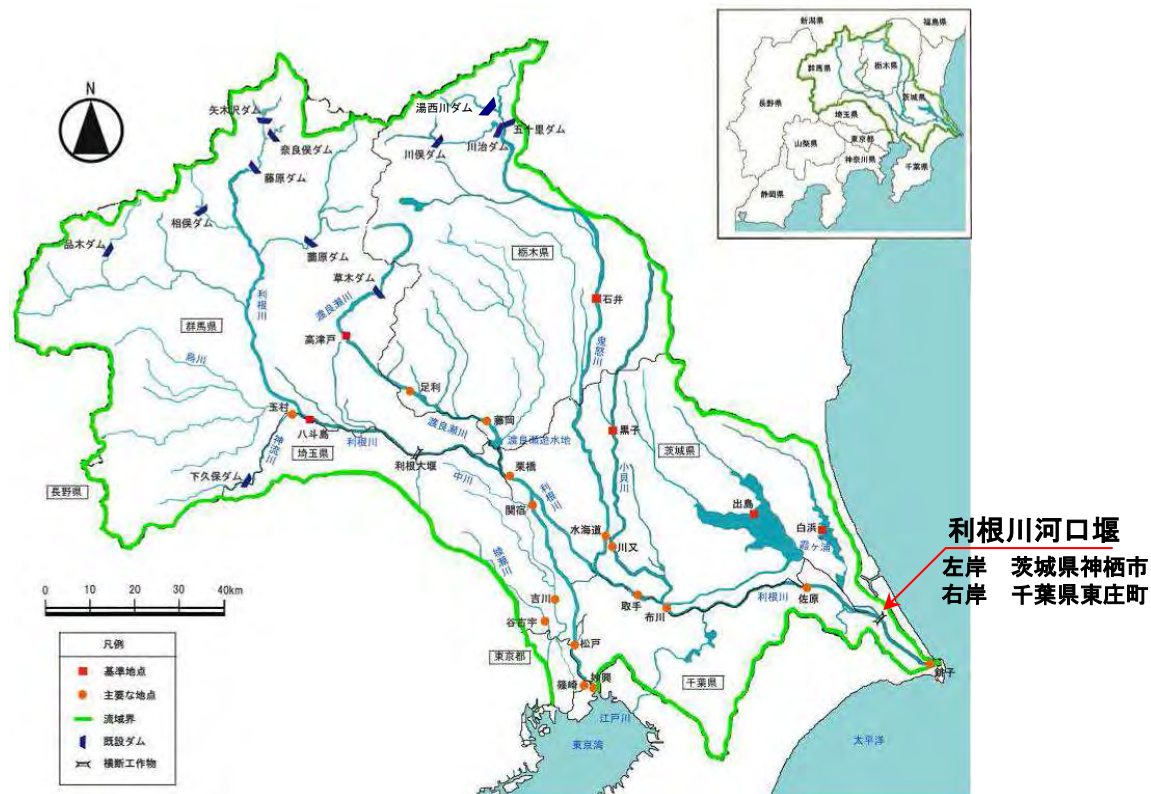 新潟県
福島県
群馬県
栃木県
長野県
茨城県
埼玉県
山梨県
東京都
神奈川県
千葉県
静岡県
N
湯西川ダム
矢木沢ダム
五十里ダム
奈良俣ダム
川俣ダム
川治ダム
藤原ダム
相俣ダム
品木ダム
薗原ダム
栃木県
草木ダム
利根川
渡良瀬川
石井
群馬県
高津戸
鬼怒川
烏川
足利
玉村
藤岡
八斗島
利根川
渡良瀬川
渡良瀬遊水地
黒子
神流川
埼玉県
利根大堰
茨城県
小貝川
下久保ダム
長野県
中川
栗橋
利根川
関宿
出島
白浜
水海道
川又
霞ヶ浦
綾瀬川
利根川河口堰
左岸 茨城県神栖市
右岸 千葉県東庄町
0 10 20 40km
吉川
取手
布川
利根川
佐原
谷古宇
松戸
東京都
千葉県
銚子
篠崎
妙典
江戸川
東京湾
太平洋
凡例
基準地点
主要な地点
流域界
既設ダム
横断工作物